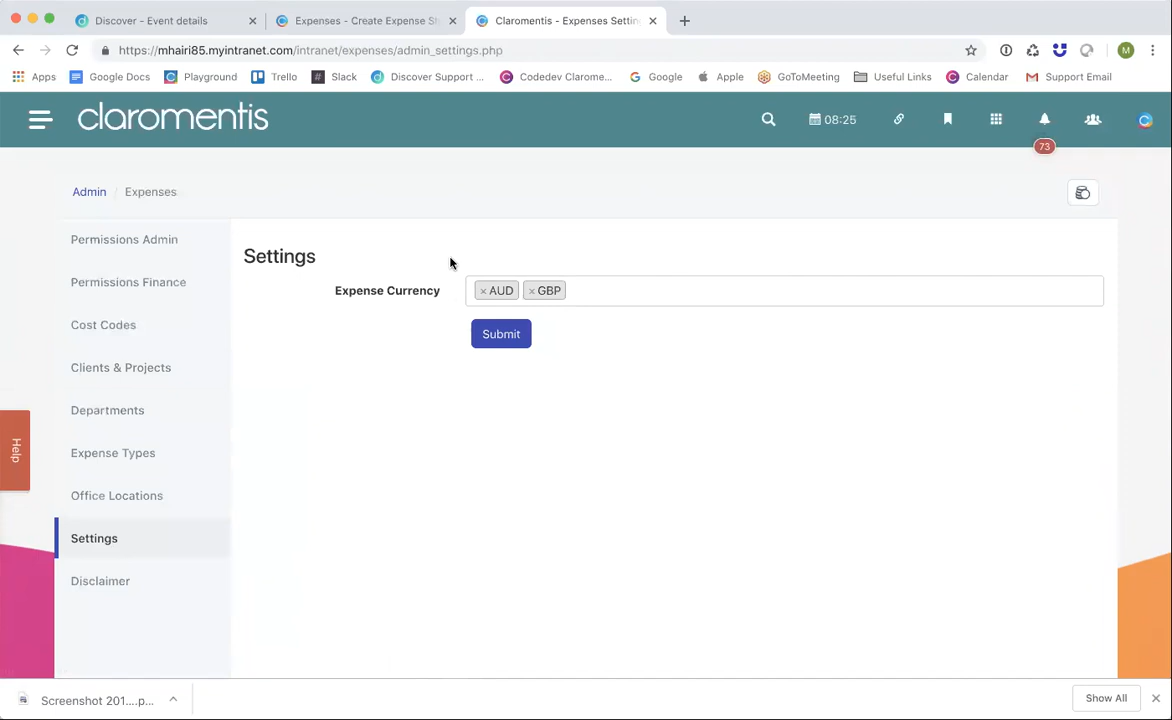 Discover - Event details
Expenses - Create Expense St
Claromentis - Expenses Settin
https://mhairi85.myintranet.com/intranet/expenses/admin_settings.php
M
Apps
Google Docs
Playground
Trello
Slack
Discover Support ...
Codedev Clarome...
Google
Apple
GoToMeeting
Useful Links
Calendar
Support Email
claromentis
08:25
73
Admin / Expenses
Permissions Admin
Permissions Finance
Cost Codes
Clients & Projects
Departments
Expense Types
Office Locations
Settings
Disclaimer
Settings
Expense Currency
× AUD × GBP
Submit
Help
Screenshot 201....p...
Show All